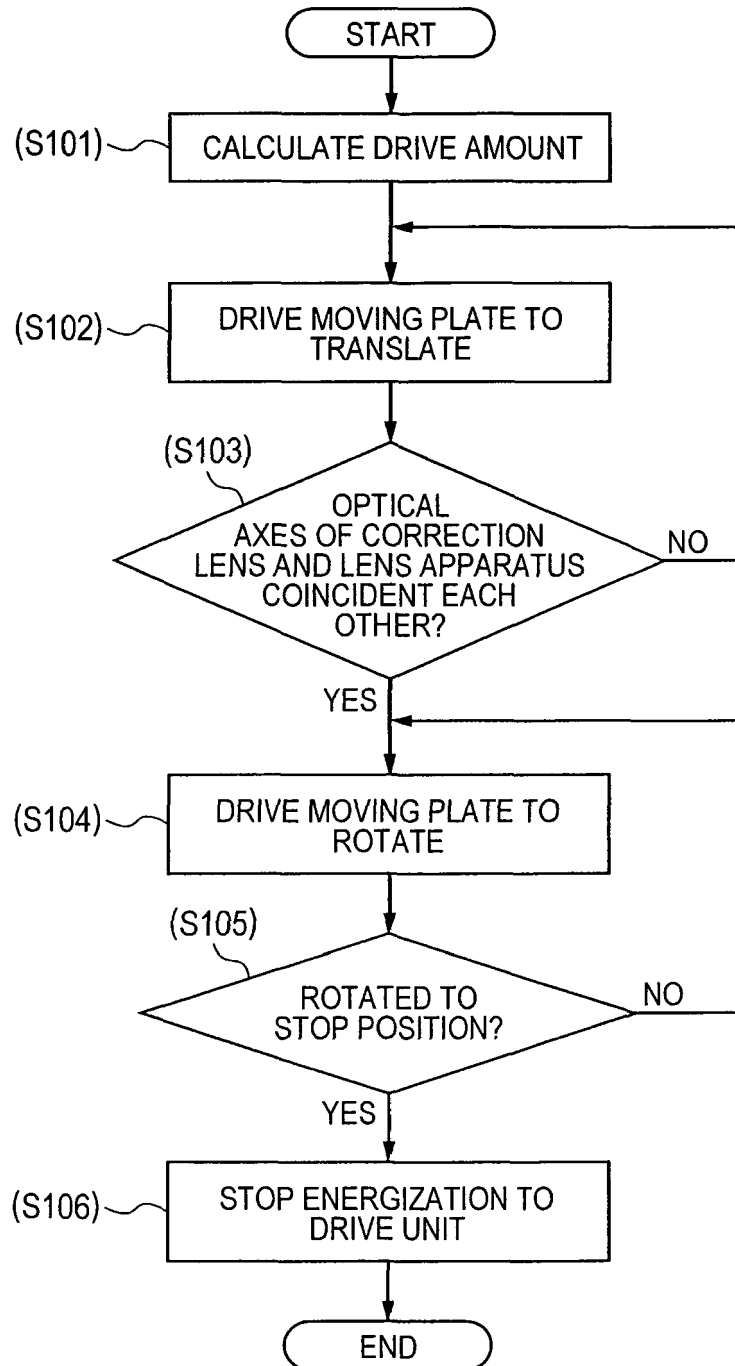 START
(S101)
CALCULATE DRIVE AMOUNT
(S102)
DRIVE MOVING PLATE TO
TRANSLATE
(S103)
OPTICAL
AXES OF CORRECTION
LENS AND LENS APPARATUS
COINCIDENT EACH
OTHER?
NO
YES
(S104)
DRIVE MOVING PLATE TO
ROTATE
(S105)
ROTATED TO
STOP POSITION?
NO
YES
(S106)
STOP ENERGIZATION TO
DRIVE UNIT
END